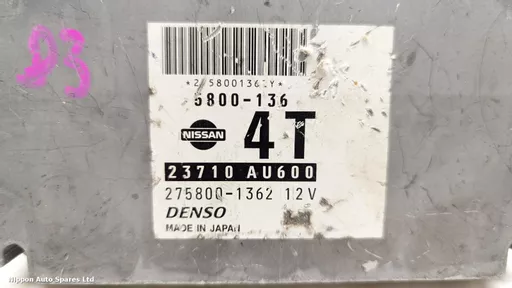 *2758001362Y*
5800-136
NISSAN
4T
23710 AU600
275800-1362 12V
DENSO
MADE IN JAPAN
Nippon Auto Spares Ltd